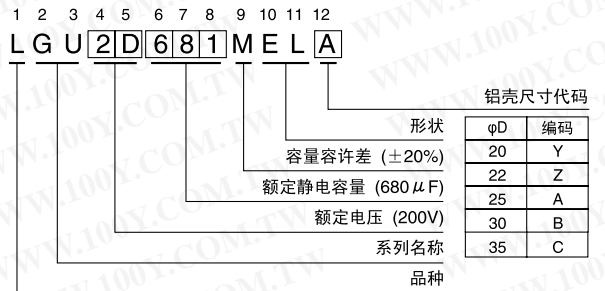 1 2 3 4 5 6 7 8 9 10 11 12
L G U 2 D 6 8 1 M E L A
铝壳尺寸代码
形状
φD 编码
容量容许差 (±20%)
20 Y
22 Z
额定静电容量 (680μF)
25 A
额定电压 (200V)
30 B
系列名称
35 C
品种
WWW.100Y.COM.TW